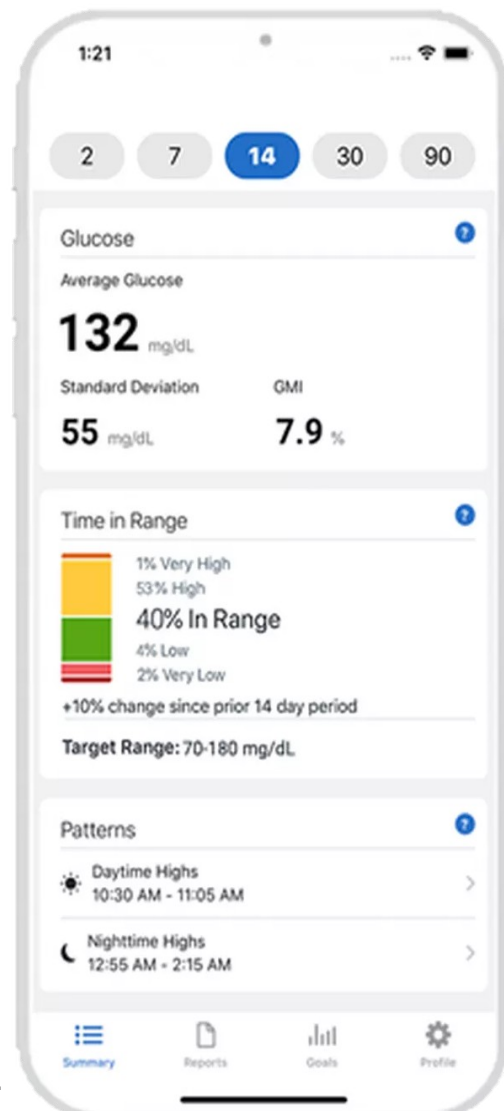 1:21
2 7 14 30 90
Glucose ?
Average Glucose
132 mg/dL
Standard Deviation GMI
55 mg/dL 7.9 %
Time in Range ?
1% Very High
53% High
40% In Range
4% Low
2% Very Low
+10% change since prior 14 day period
Target Range: 70-180 mg/dL
Patterns ?
Daytime Highs
10:30 AM - 11:05 AM
Nighttime Highs
12:55 AM - 2:15 AM
Summary Reports Goals Profile